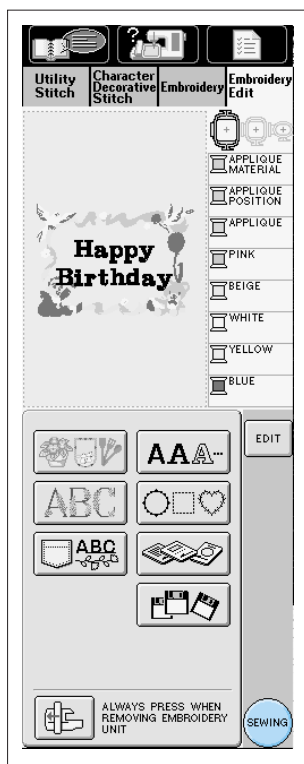 Utility
Stitch
Character
Decorative
Stitch
Embroidery
Embroidery
Edit
APPLIQUE
MATERIAL
APPLIQUE
POSITION
APPLIQUE
PINK
BEIGE
WHITE
YELLOW
BLUE
Happy
Birthday
EDIT
AAA
ABC
ABC
ALWAYS PRESS WHEN
REMOVING EMBROIDERY
UNIT
SEWING